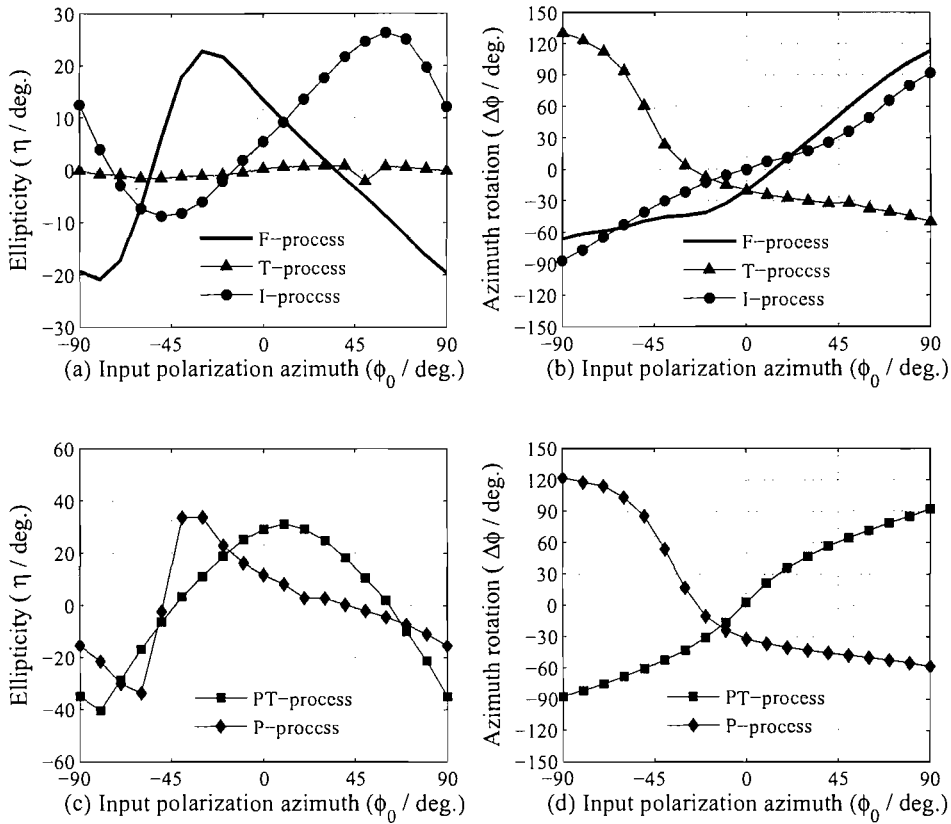 30
20
10
0
−10
−20
−30
Ellipticity ( η / deg.)
F−process
T−process
I−process
−90 −45 0 45 90
(a) Input polarization azimuth (ϕ0 / deg.)
150
120
90
60
30
0
−30
−60
−90
−120
−150
Azimuth rotation ( Δϕ / deg.)
F−process
T−process
I−process
−90 −45 0 45 90
(b) Input polarization azimuth (ϕ0 / deg.)
60
40
20
0
−20
−40
−60
Ellipticity ( η / deg.)
PT−process
P−process
−90 −45 0 45 90
(c) Input polarization azimuth (ϕ0 / deg.)
150
120
90
60
30
0
−30
−60
−90
−120
−150
Azimuth rotation ( Δϕ / deg.)
PT−process
P−process
−90 −45 0 45 90
(d) Input polarization azimuth (ϕ0 / deg.)